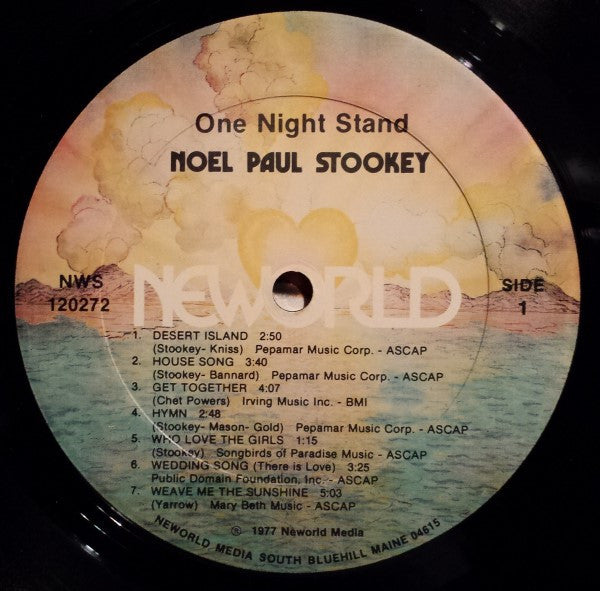 One Night Stand
NOEL PAUL STOOKEY
NEWORLD
NWS
120272
SIDE
1
1. DESERT ISLAND 2:50
(Stookey- Kniss) Pepamar Music Corp. - ASCAP
2. HOUSE SONG 3:40
(Stookey- Bannard) Pepamar Music Corp. - ASCAP
3. GET TOGETHER 4:07
(Chet Powers) Irving Music Inc. - BMI
4. HYMN 2:48
(Stookey- Mason- Gold) Pepamar Music Corp. - ASCAP
5. WHO LOVE THE GIRLS 1:15
(Stookey) Songbirds of Paradise Music - ASCAP
6. WEDDING SONG (There is Love) 3:25
Public Domain Foundation, Inc. - ASCAP
7. WEAVE ME THE SUNSHINE 5:03
(Yarrow) Mary Beth Music - ASCAP
℗ 1977 Neworld Media
NEWORLD MEDIA SOUTH BLUEHILL MAINE 04615